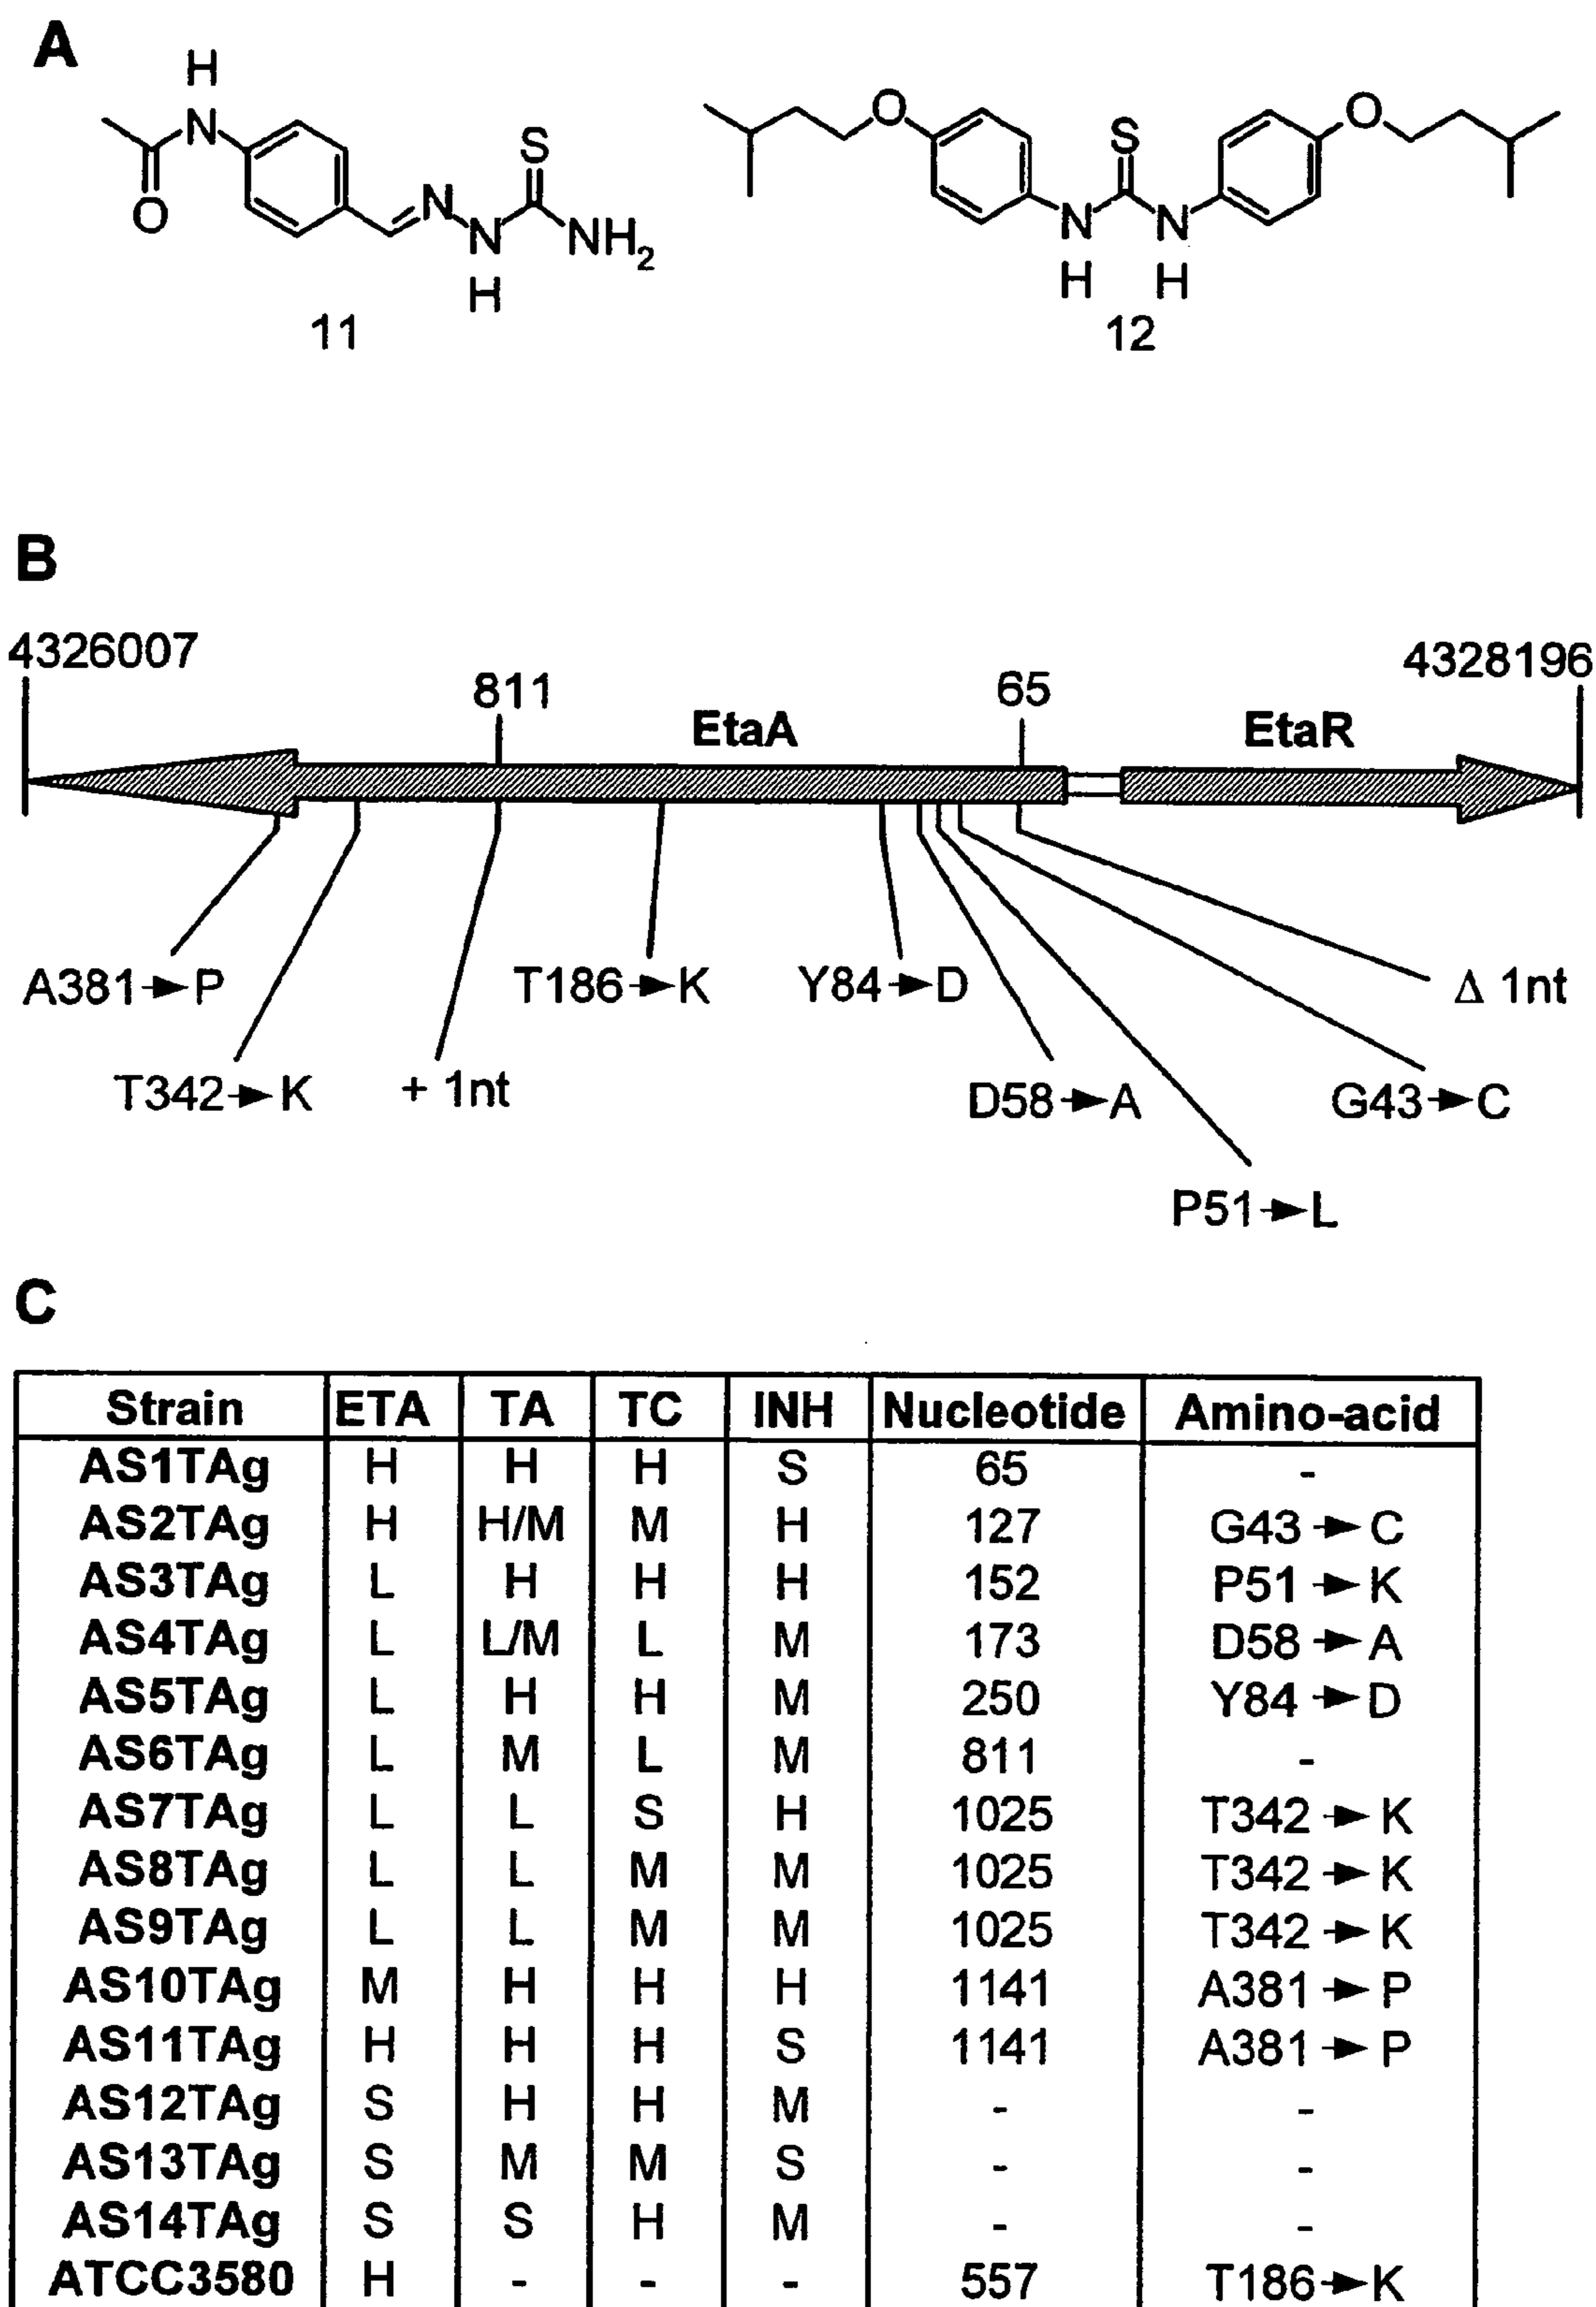 A
H
N
O
N
N
H
S
NH2
11
O
S
N
H
N
H
O
12
B
4326007
811
EtaA
65
EtaR
4328196
A381→P
T342→K
+ 1nt
T186→K
Y84→D
D58→A
P51→L
G43→C
Δ 1nt
C
Strain ETA TA TC INH Nucleotide Amino-acid
AS1TAg H H H S 65 -
AS2TAg H H/M M H 127 G43→C
AS3TAg L H H H 152 P51→K
AS4TAg L L/M L M 173 D58→A
AS5TAg L H H M 250 Y84→D
AS6TAg L M L M 811 -
AS7TAg L L S H 1025 T342→K
AS8TAg L L M M 1025 T342→K
AS9TAg L L M M 1025 T342→K
AS10TAg M H H H 1141 A381→P
AS11TAg H H H S 1141 A381→P
AS12TAg S H H M - -
AS13TAg S M M S - -
AS14TAg S S H M - -
ATCC3580 H - - - 557 T186→K